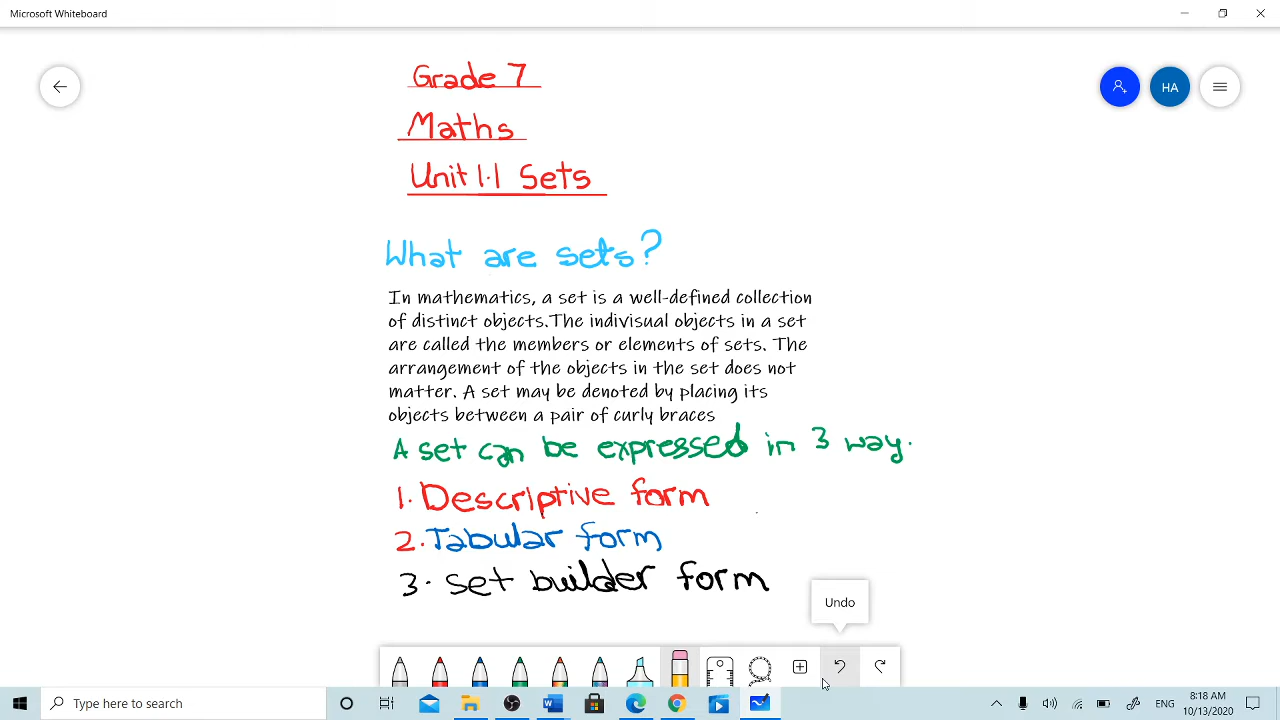 Microsoft Whiteboard
Grade 7
Maths
HA
Unit 1.1 Sets
What are sets?
In mathematics, a set is a well-defined collection
of distinct objects.The indivisual objects in a set
are called the members or elements of sets. The
arrangement of the objects in the set does not
matter. A set may be denoted by placing its
objects between a pair of curly braces
A set can be expressed in 3 way.
1. Descriptive form
2. Tabular form
3. set builder form
Undo
Type here to search
8:18 AM
10/13/2020